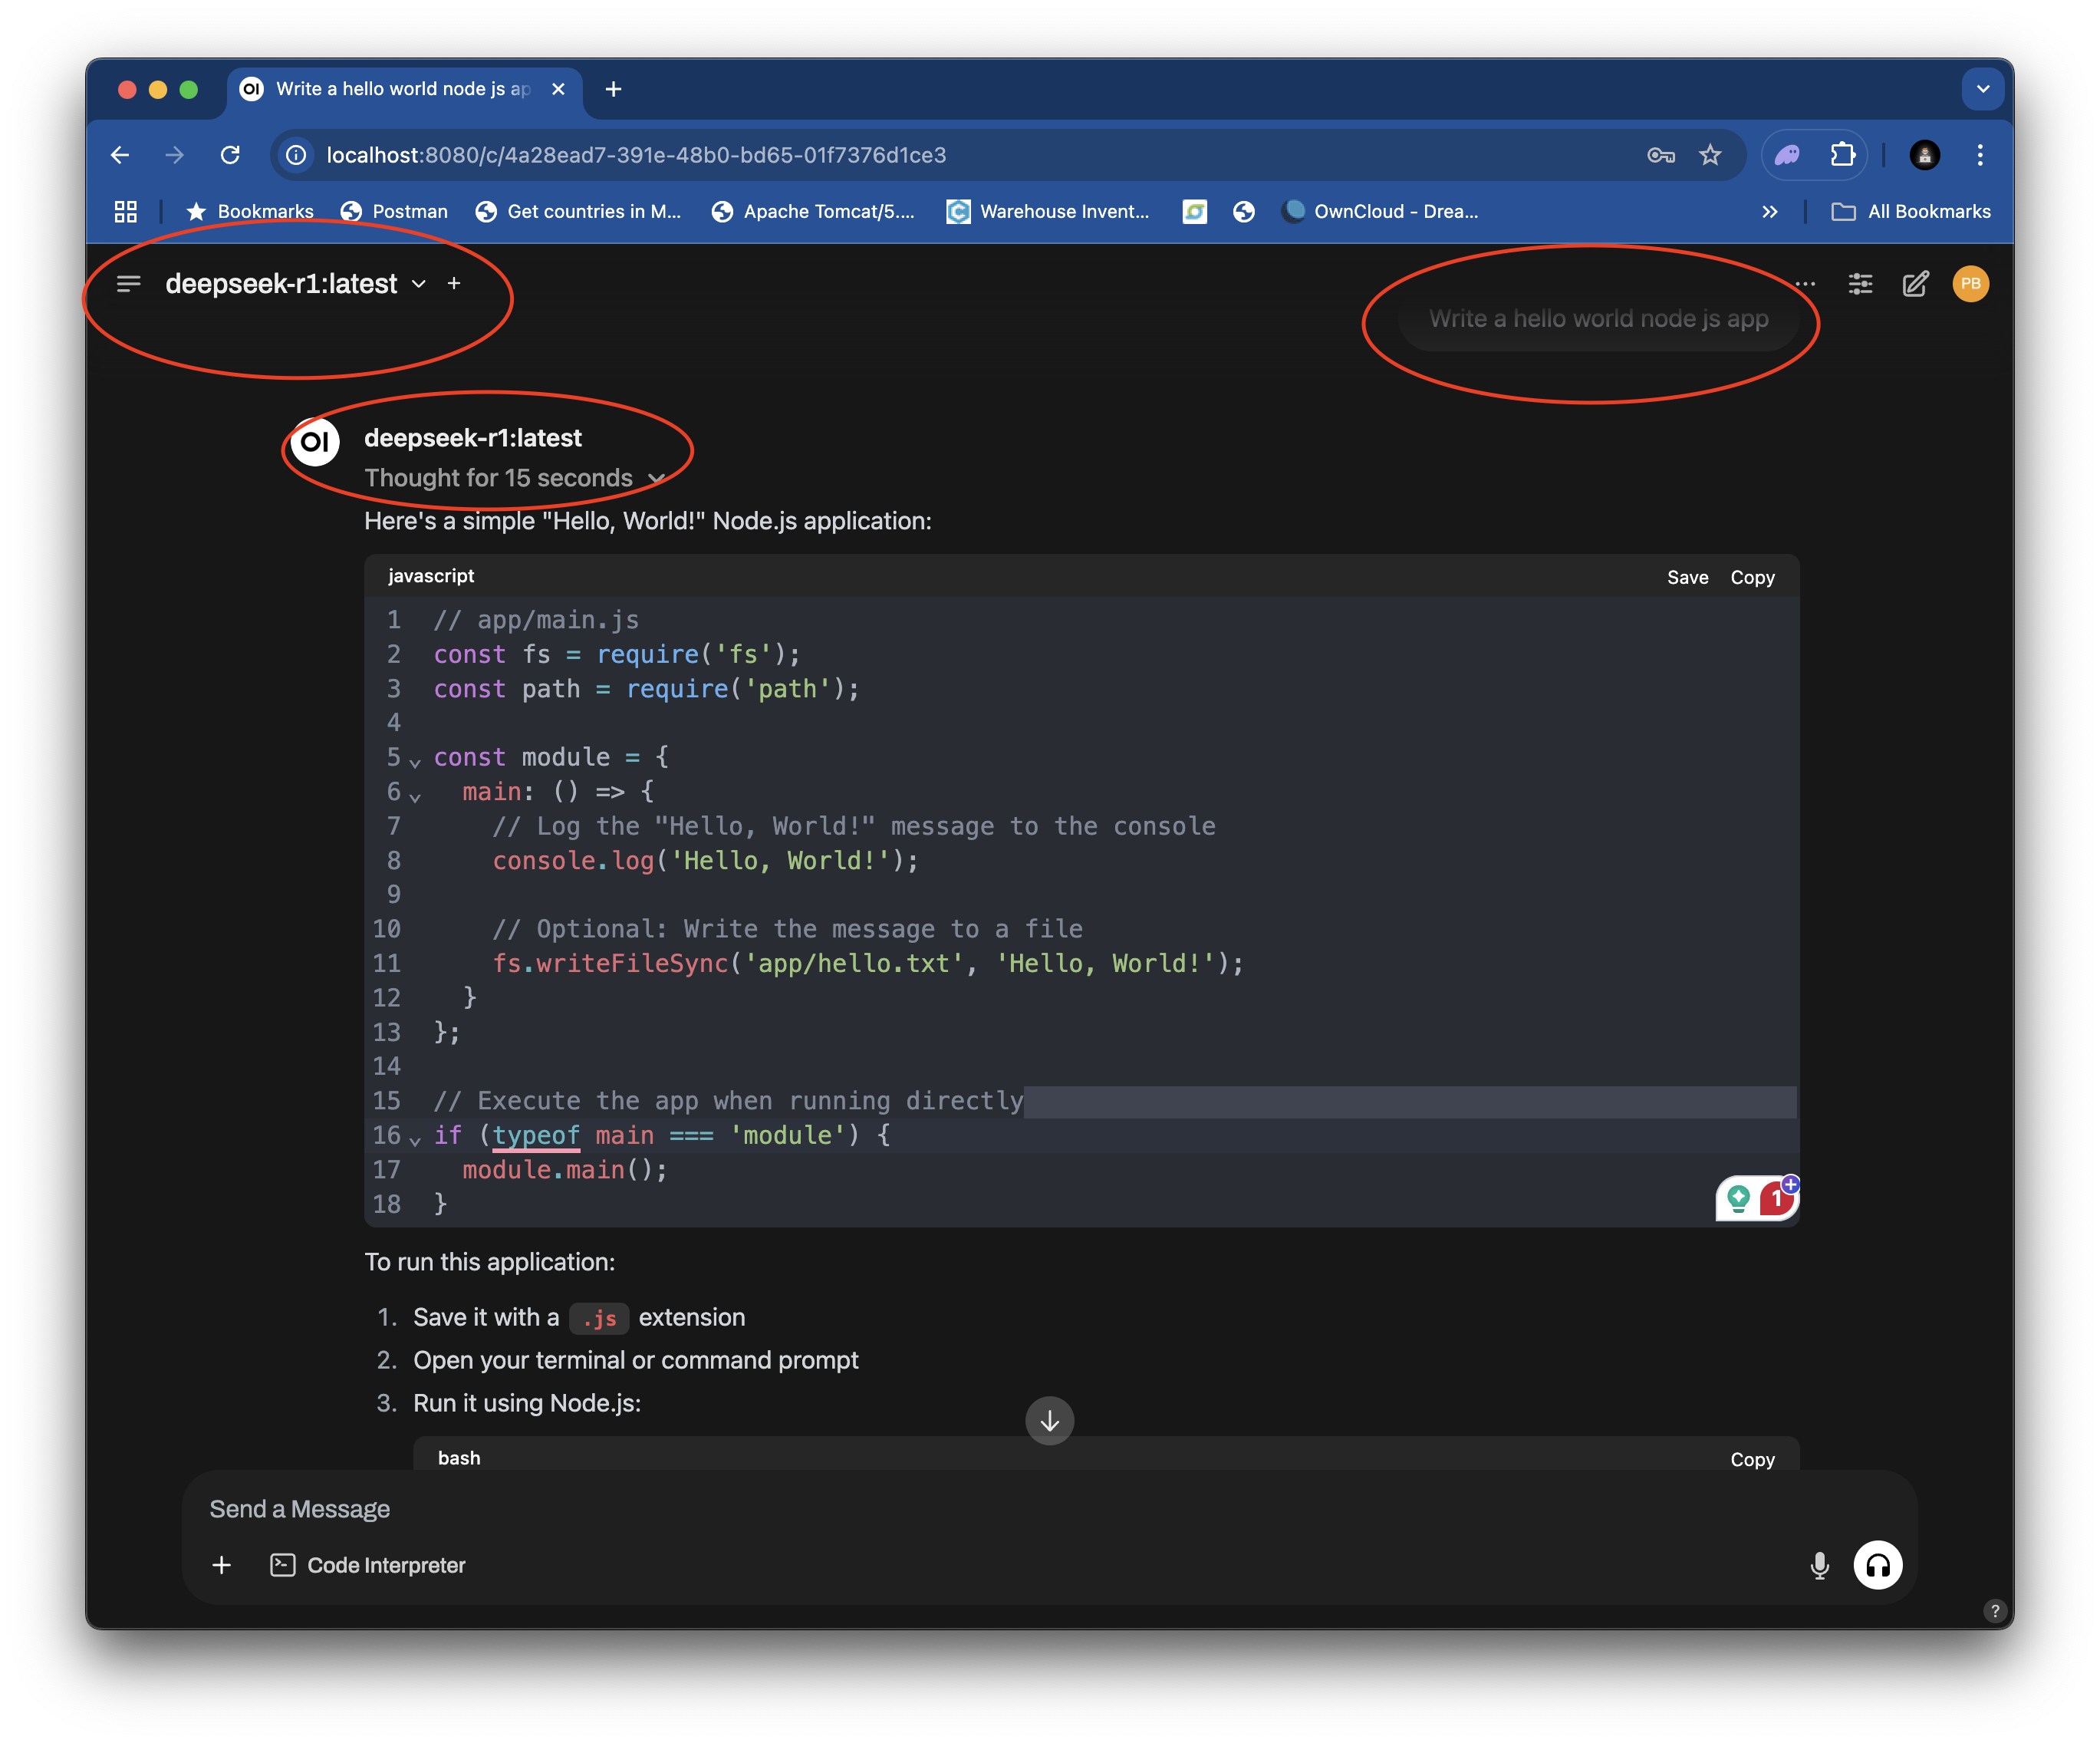 Write a hello world node js ap
localhost:8080/c/4a28ead7-391e-48b0-bd65-01f7376d1ce3
Bookmarks Postman Get countries in M... Apache Tomcat/5.... Warehouse Invent... OwnCloud - Drea... All Bookmarks
deepseek-r1:latest
PB
Write a hello world node js app
OI deepseek-r1:latest
Thought for 15 seconds
Here's a simple "Hello, World!" Node.js application:
javascript Save Copy
1 // app/main.js
2 const fs = require('fs');
3 const path = require('path');
4
5 const module = {
6 main: () => {
7 // Log the "Hello, World!" message to the console
8 console.log('Hello, World!');
9
10 // Optional: Write the message to a file
11 fs.writeFileSync('app/hello.txt', 'Hello, World!');
12 }
13 };
14
15 // Execute the app when running directly
16 if (typeof main === 'module') {
17 module.main();
18 }
1
To run this application:
1. Save it with a .js extension
2. Open your terminal or command prompt
3. Run it using Node.js:
bash Copy
Send a Message
Code Interpreter
?